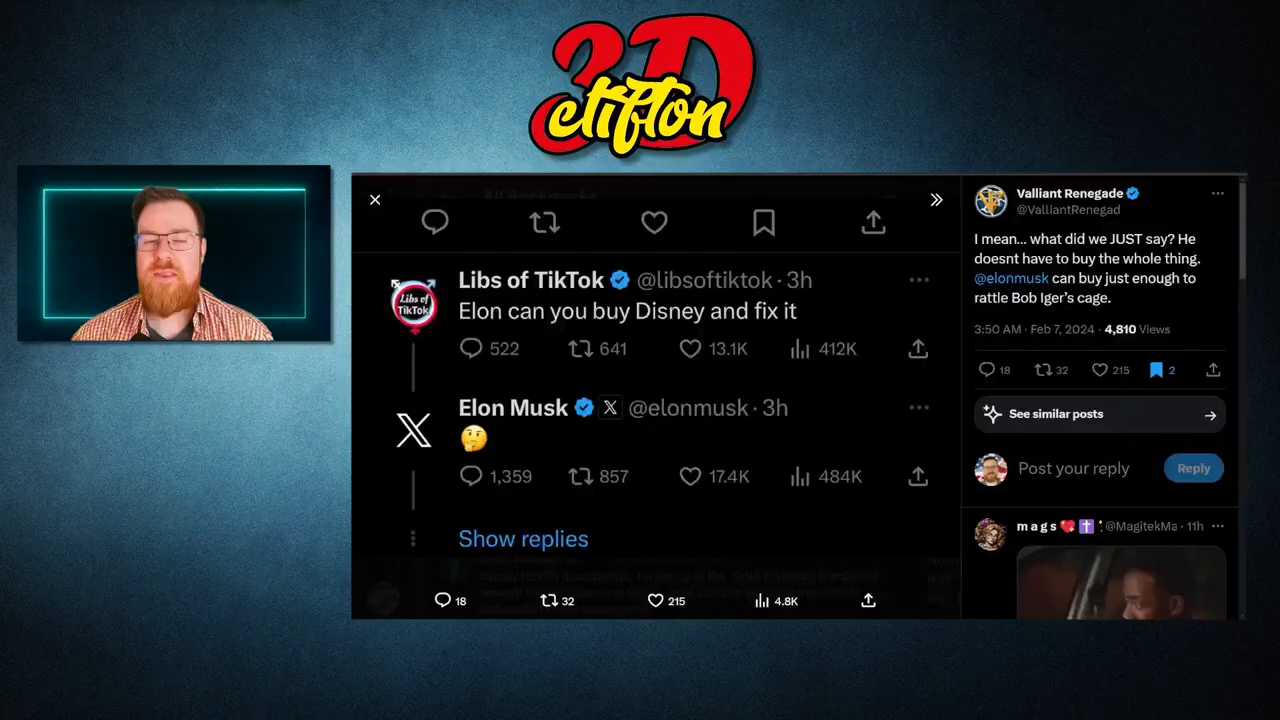 3D
clifton
Libs of TikTok @libsoftiktok · 3h
Elon can you buy Disney and fix it
522 641 13.1K 412K
Elon Musk X @elonmusk · 3h
🤔
1,359 857 17.4K 484K
Show replies
18 32 215 4.8K
Valliant Renegade
@ValliantRenegad
I mean... what did we JUST say? He
doesnt have to buy the whole thing.
@elonmusk can buy just enough to
rattle Bob Iger's cage.
3:50 AM · Feb 7, 2024 · 4,810 Views
18 32 215 2
See similar posts
Post your reply Reply
m a g s 💖 ✝️ @MagitekMa · 11h
Libs of
TikTok